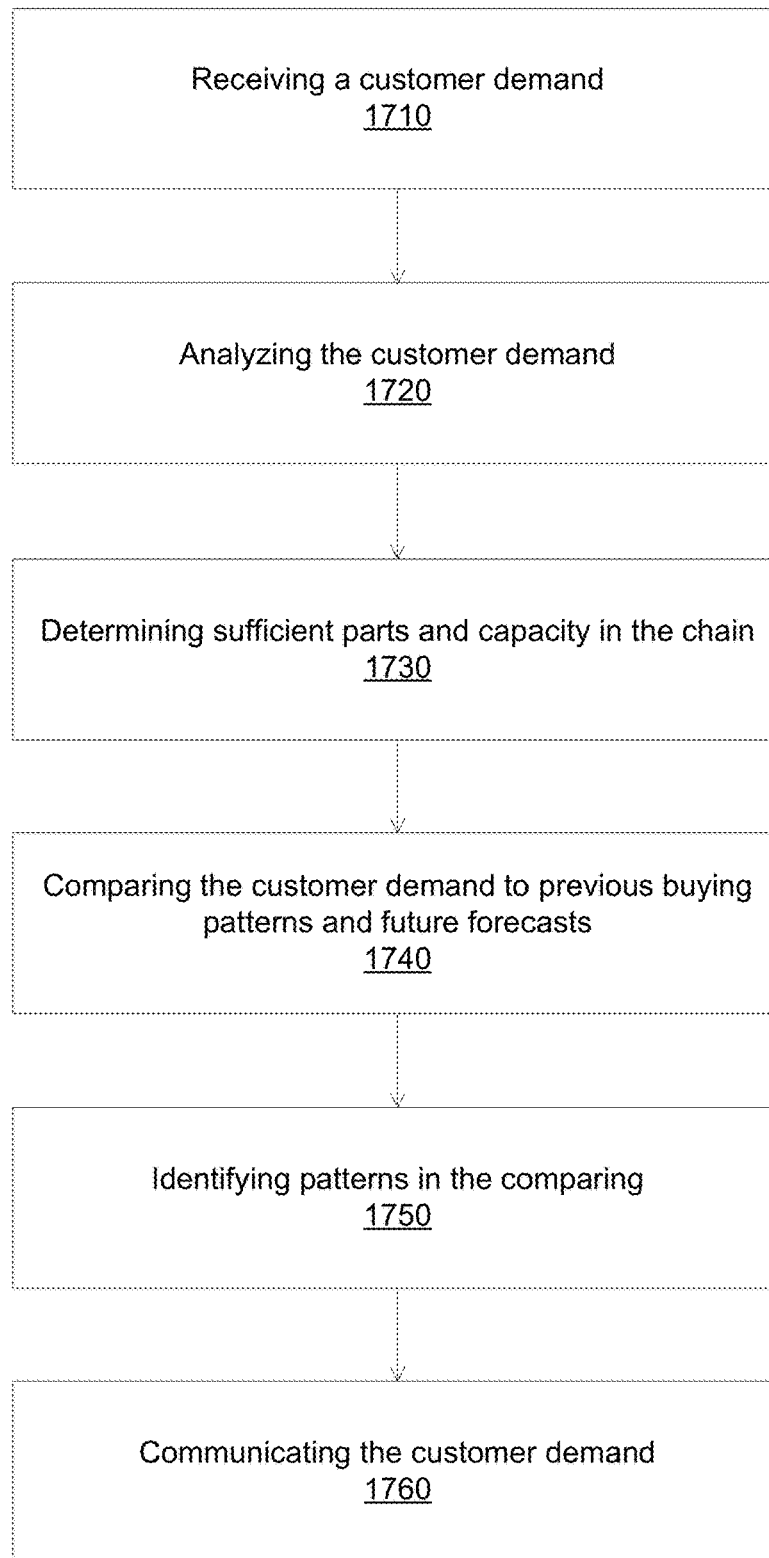 Receiving a customer demand
1710
Analyzing the customer demand
1720
Determining sufficient parts and capacity in the chain
1730
Comparing the customer demand to previous buying
patterns and future forecasts
1740
Identifying patterns in the comparing
1750
Communicating the customer demand
1760